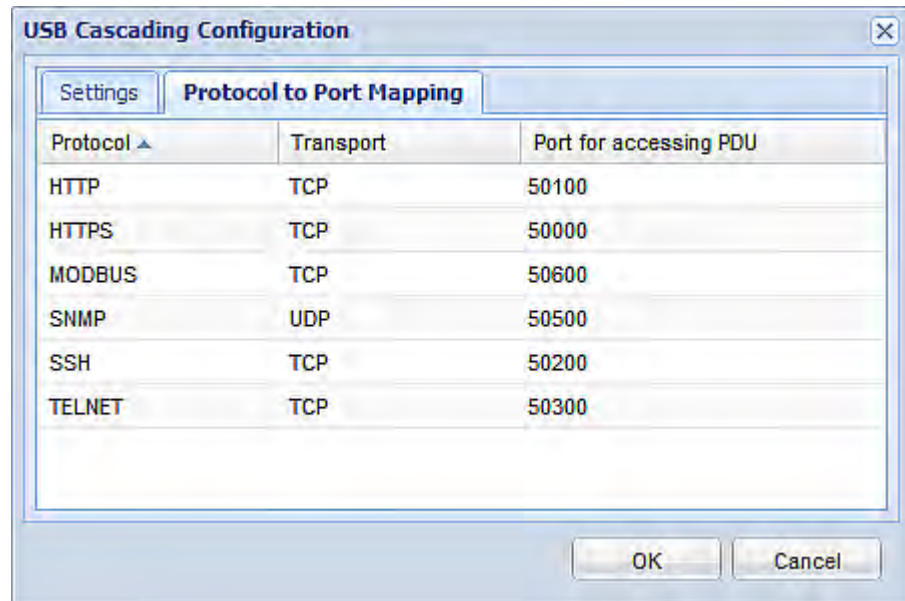 USB Cascading Configuration
Settings Protocol to Port Mapping
Protocol Transport Port for accessing PDU
HTTP TCP 50100
HTTPS TCP 50000
MODBUS TCP 50600
SNMP UDP 50500
SSH TCP 50200
TELNET TCP 50300
OK Cancel